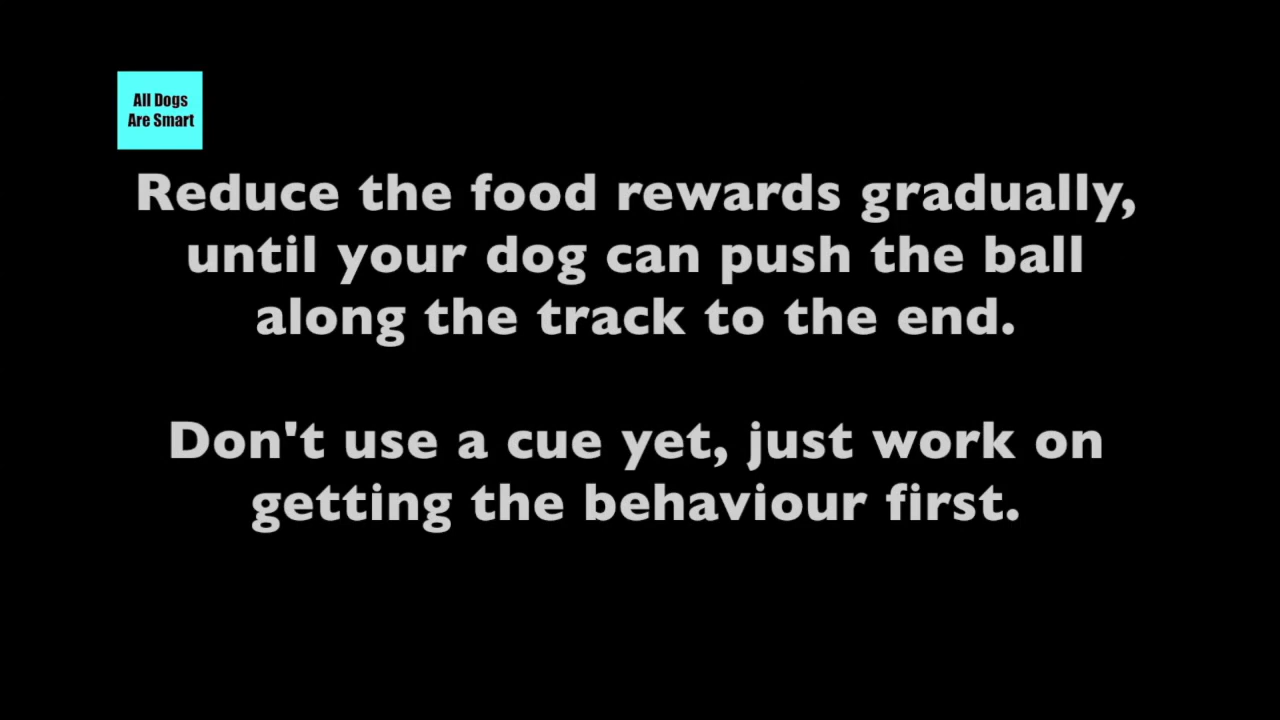 All Dogs
Are Smart
Reduce the food rewards gradually,
until your dog can push the ball
along the track to the end.
Don't use a cue yet, just work on
getting the behaviour first.